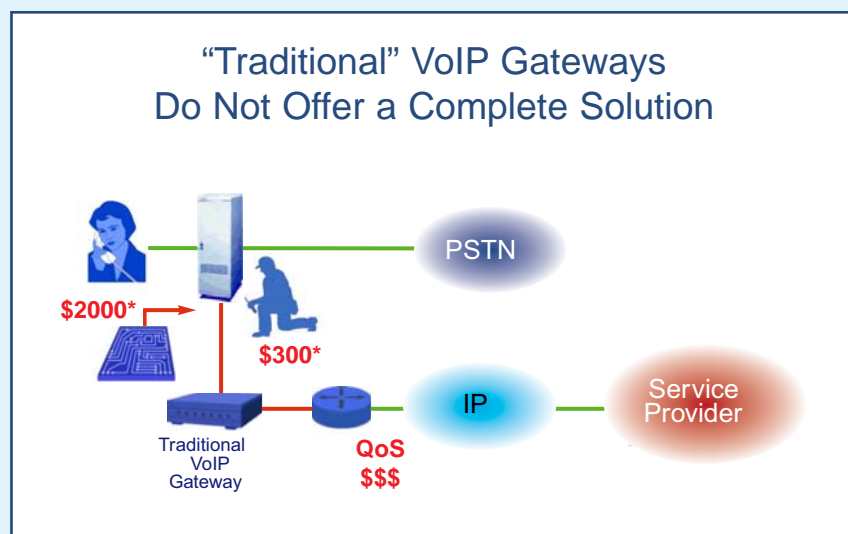 “Traditional” VoIP Gateways
Do Not Offer a Complete Solution
PSTN
$2000*
$300*
IP
Service
Provider
Traditional
VoIP
Gateway
QoS
$$$